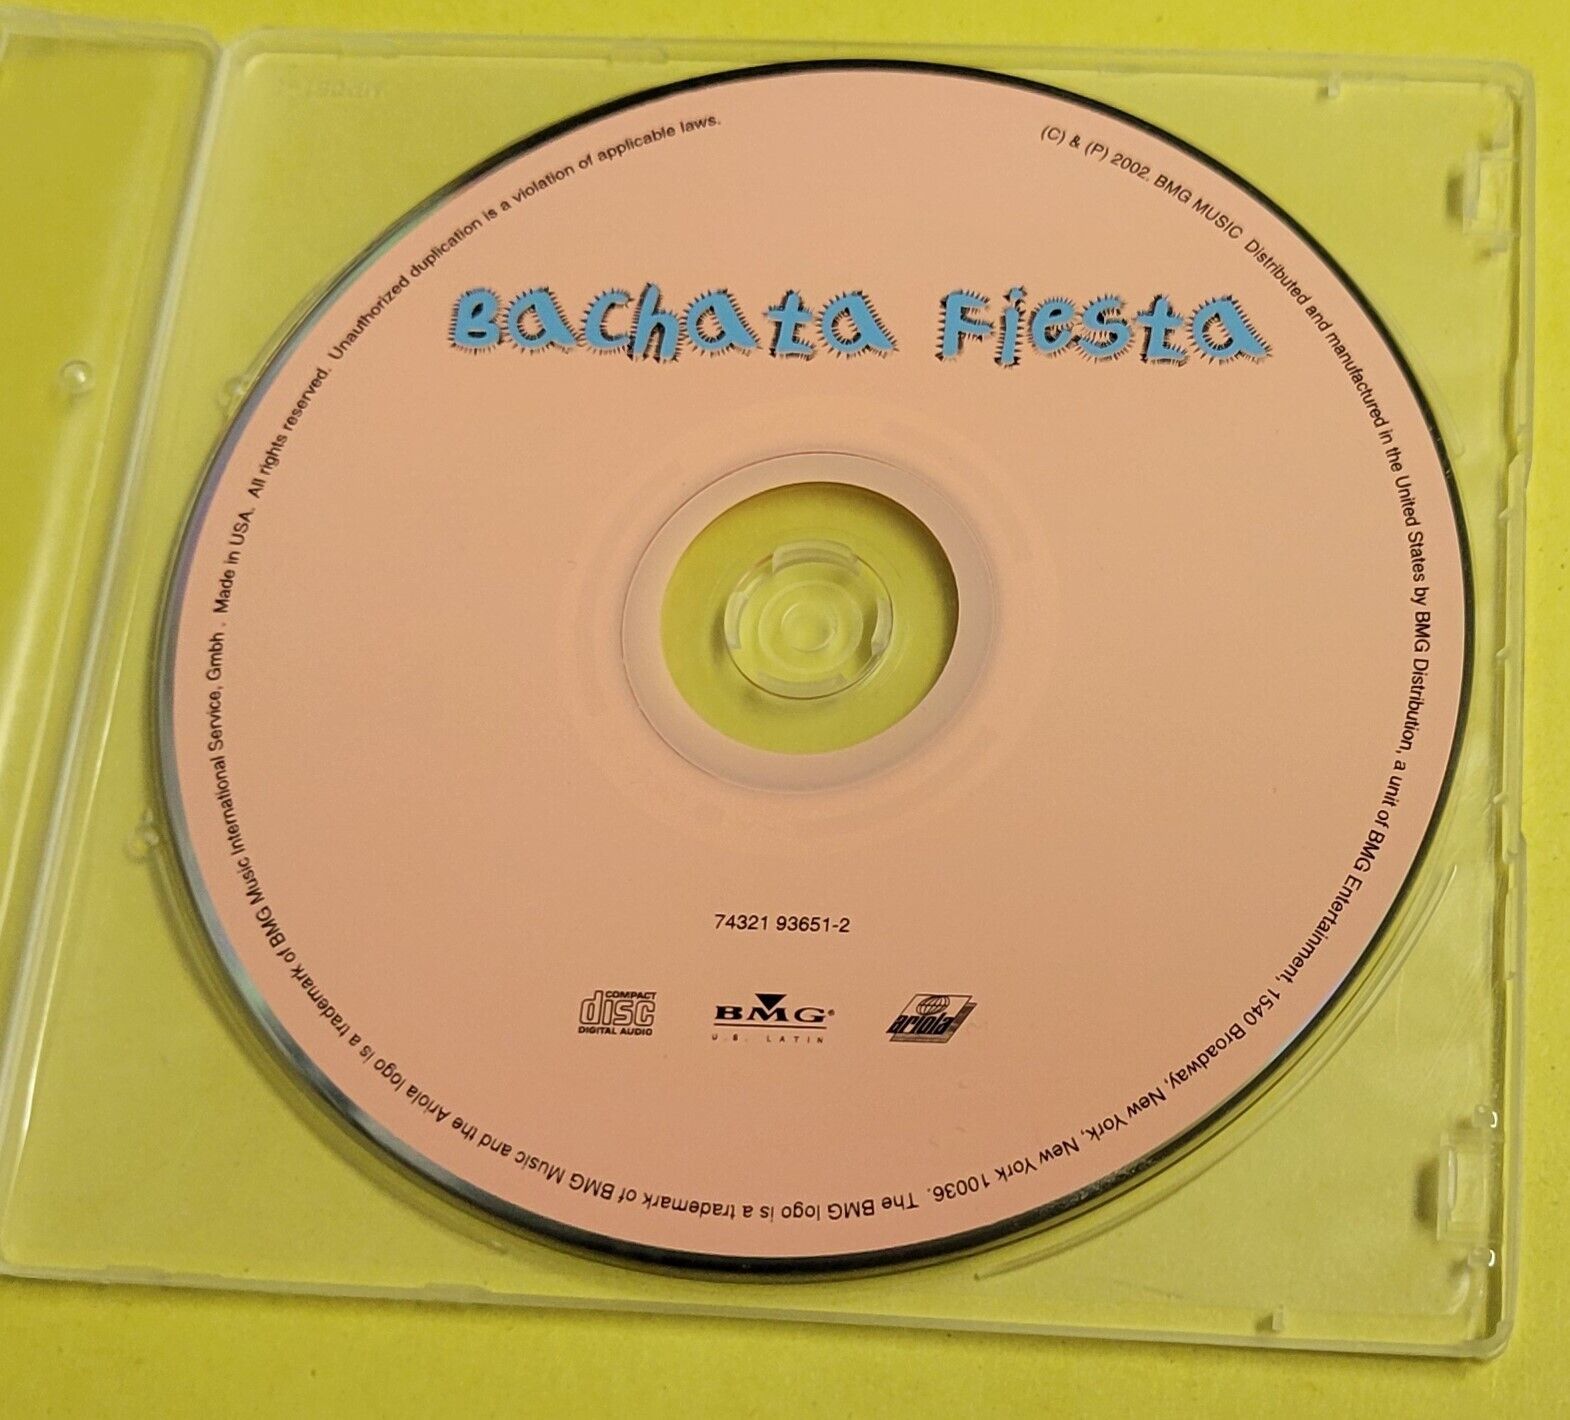 Bachata Fiesta
74321 93651-2
COMPACT
disc
DIGITAL AUDIO
BMG®
U.S. LATIN
ariola
(C) & (P) 2002. BMG MUSIC Distributed and manufactured in the United States by BMG Distribution, a unit of BMG Entertainment, 1540 Broadway, New York, New York 10036. The BMG logo is a trademark of BMG Music and the Ariola logo is a trademark of BMG Music International Service, Gmbh . Made in USA. All rights reserved. Unauthorized duplication is a violation of applicable laws.